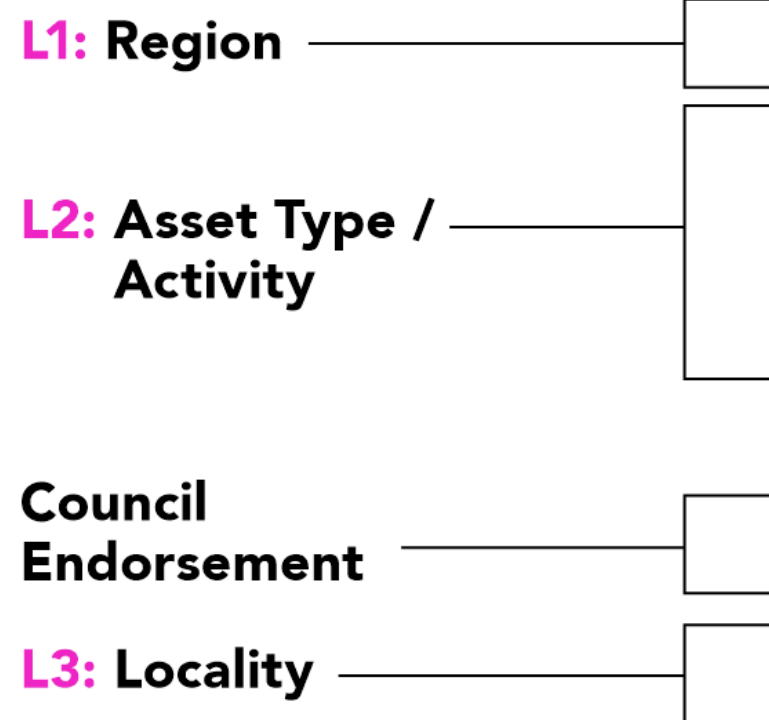 L1: Region
L2: Asset Type /
Activity
Council
Endorsement
L3: Locality